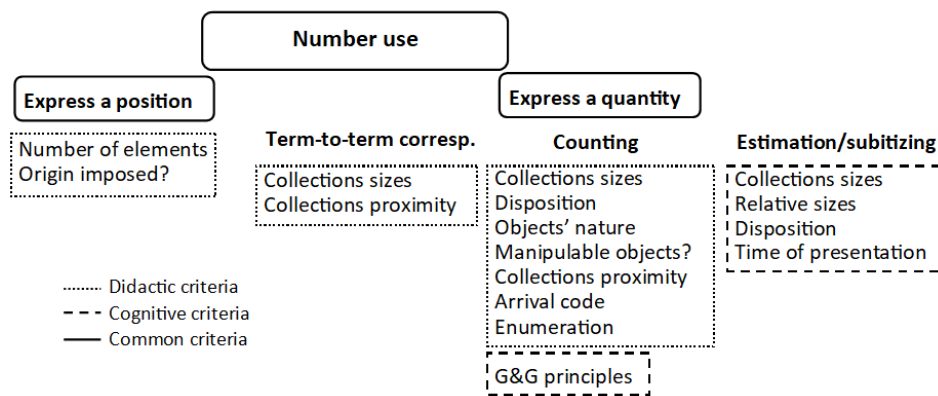 Number use
Express a position
Number of elements
Origin imposed?
Express a quantity
Term-to-term corresp.
Collections sizes
Collections proximity
Counting
Collections sizes
Disposition
Objects' nature
Manipulable objects?
Collections proximity
Arrival code
Enumeration
G&G principles
Estimation/subitizing
Collections sizes
Relative sizes
Disposition
Time of presentation
Didactic criteria
Cognitive criteria
Common criteria